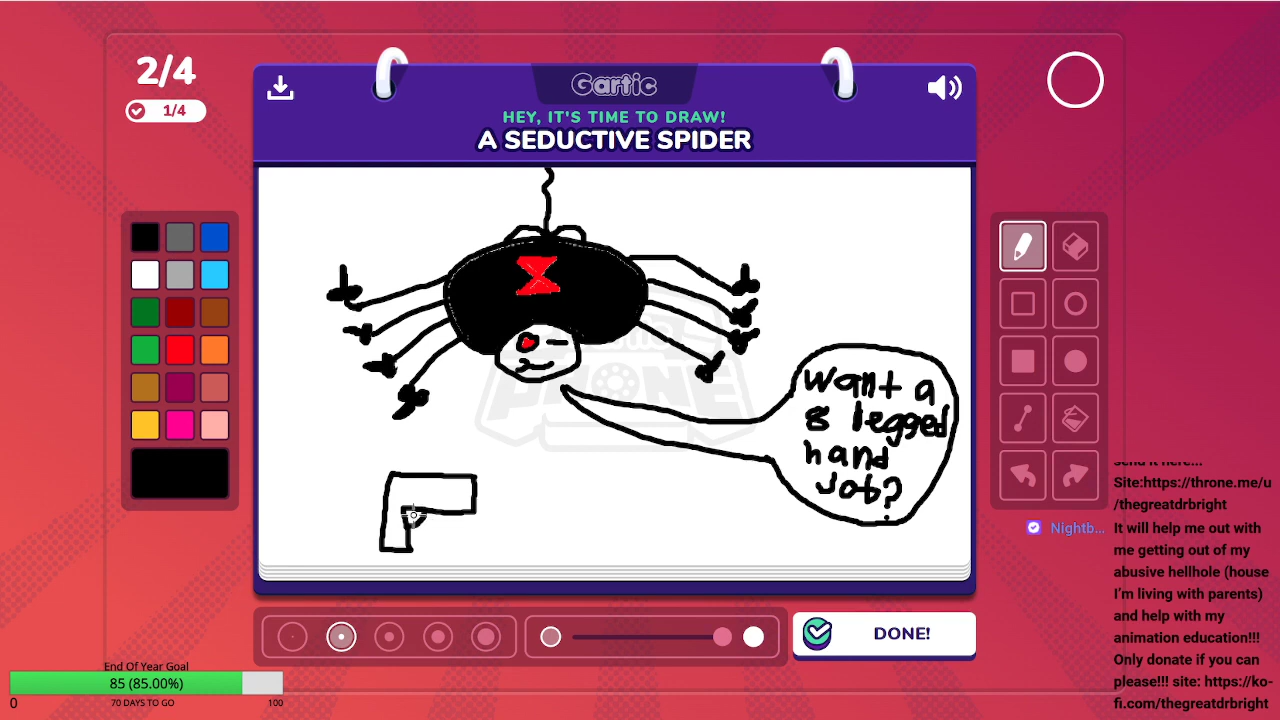 2/4
1/4
Gartic
HEY, IT'S TIME TO DRAW!
A SEDUCTIVE SPIDER
PHONE
want a
8 legged
hand
job?
send it here...
Site:https://throne.me/u
/thegreatdrbright
Nightb...
It will help me out with
me getting out of my
abusive hellhole (house
I'm living with parents)
and help with my
animation education!!!
Only donate if you can
please!!! site: https://ko-
fi.com/thegreatdrbright
DONE!
End Of Year Goal
85 (85.00%)
0
70 DAYS TO GO
100